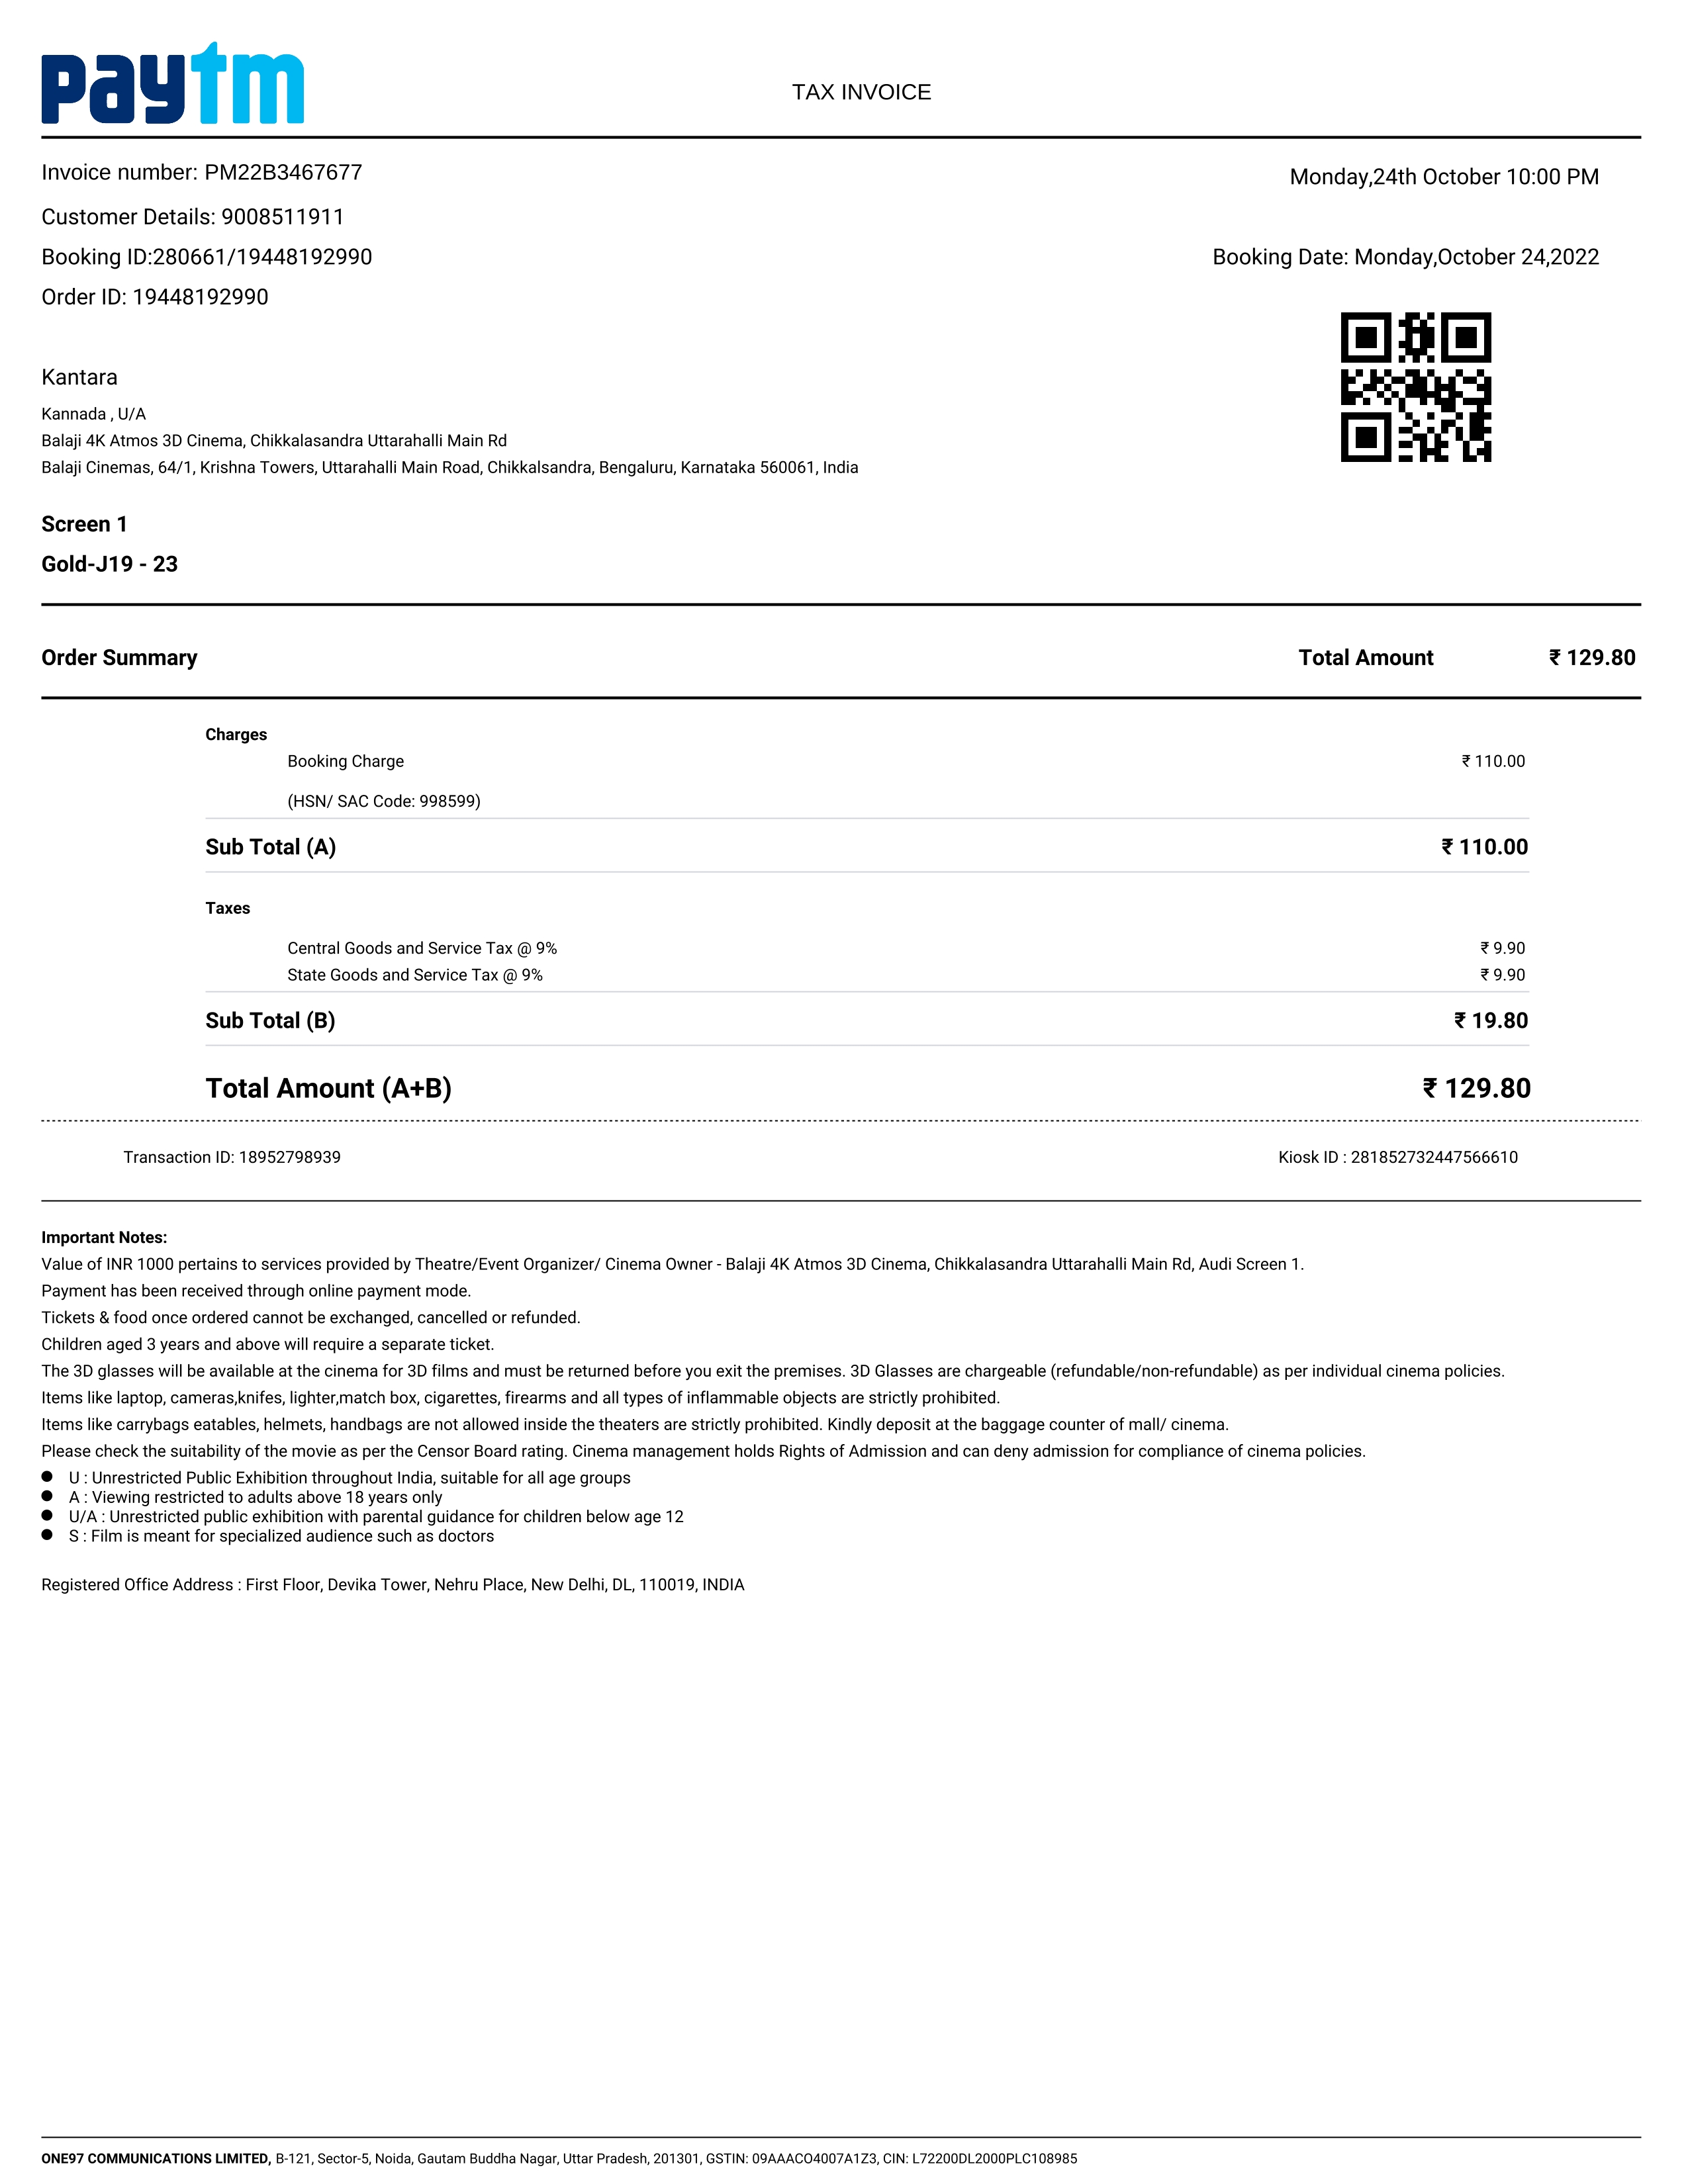 paytm
TAX INVOICE
Invoice number: PM22B3467677
Monday,24th October 10:00 PM
Customer Details: 9008511911
Booking ID:280661/19448192990
Booking Date: Monday,October 24,2022
Order ID: 19448192990
Kantara
Kannada , U/A
Balaji 4K Atmos 3D Cinema, Chikkalasandra Uttarahalli Main Rd
Balaji Cinemas, 64/1, Krishna Towers, Uttarahalli Main Road, Chikkalsandra, Bengaluru, Karnataka 560061, India
Screen 1
Gold-J19 - 23
Order Summary Total Amount ₹ 129.80
Charges
Booking Charge ₹ 110.00
(HSN/ SAC Code: 998599)
Sub Total (A) ₹ 110.00
Taxes
Central Goods and Service Tax @ 9% ₹ 9.90
State Goods and Service Tax @ 9% ₹ 9.90
Sub Total (B) ₹ 19.80
Total Amount (A+B) ₹ 129.80
Transaction ID: 18952798939 Kiosk ID : 281852732447566610
Important Notes:
Value of INR 1000 pertains to services provided by Theatre/Event Organizer/ Cinema Owner - Balaji 4K Atmos 3D Cinema, Chikkalasandra Uttarahalli Main Rd, Audi Screen 1.
Payment has been received through online payment mode.
Tickets & food once ordered cannot be exchanged, cancelled or refunded.
Children aged 3 years and above will require a separate ticket.
The 3D glasses will be available at the cinema for 3D films and must be returned before you exit the premises. 3D Glasses are chargeable (refundable/non-refundable) as per individual cinema policies.
Items like laptop, cameras,knifes, lighter,match box, cigarettes, firearms and all types of inflammable objects are strictly prohibited.
Items like carrybags eatables, helmets, handbags are not allowed inside the theaters are strictly prohibited. Kindly deposit at the baggage counter of mall/ cinema.
Please check the suitability of the movie as per the Censor Board rating. Cinema management holds Rights of Admission and can deny admission for compliance of cinema policies.
● U : Unrestricted Public Exhibition throughout India, suitable for all age groups
● A : Viewing restricted to adults above 18 years only
● U/A : Unrestricted public exhibition with parental guidance for children below age 12
● S : Film is meant for specialized audience such as doctors
Registered Office Address : First Floor, Devika Tower, Nehru Place, New Delhi, DL, 110019, INDIA
ONE97 COMMUNICATIONS LIMITED, B-121, Sector-5, Noida, Gautam Buddha Nagar, Uttar Pradesh, 201301, GSTIN: 09AAACO4007A1Z3, CIN: L72200DL2000PLC108985